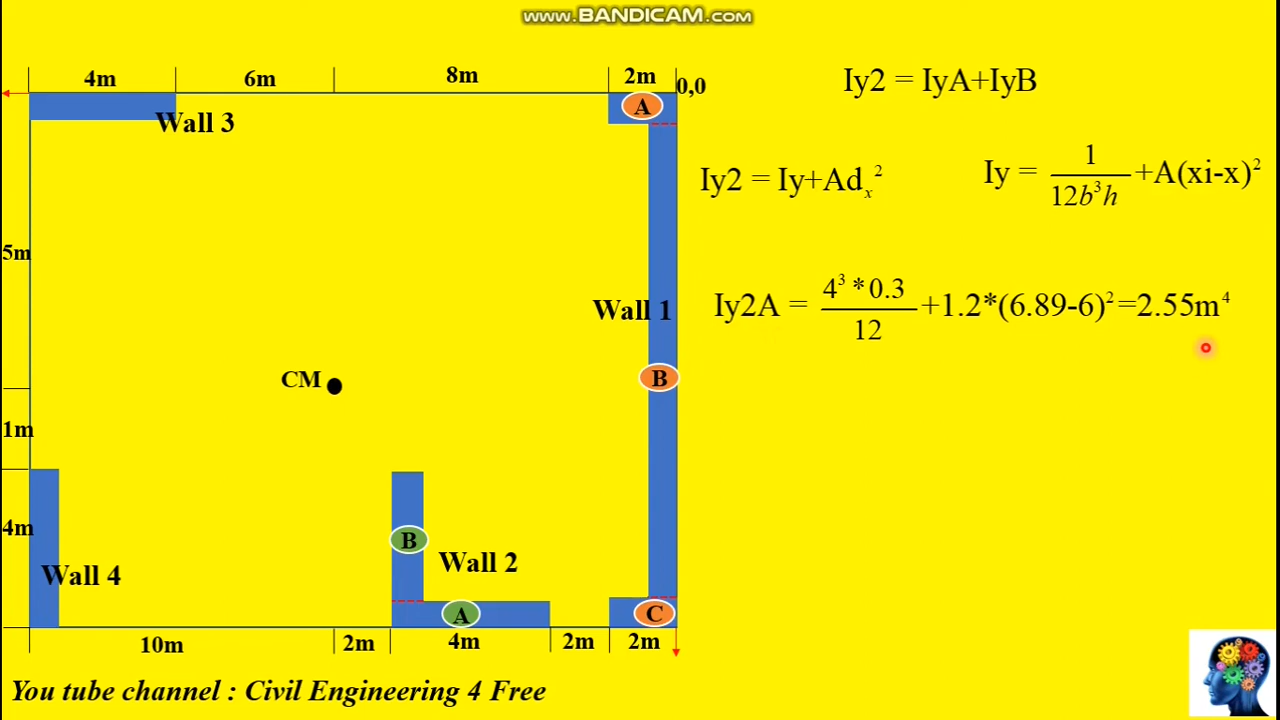 www.BANDICAM.com
4m 6m 8m 2m 0,0
Iy2 = IyA+IyB
A
Wall 3
Iy2 = Iy+Adₓ²
Iy = 1/12b³h +A(xi-x)²
5m
Wall 1
Iy2A = 4³*0.3/12 +1.2*(6.89-6)²=2.55m⁴
CM
B
1m
4m
B
Wall 2
Wall 4
A
C
10m 2m 4m 2m 2m
You tube channel : Civil Engineering 4 Free